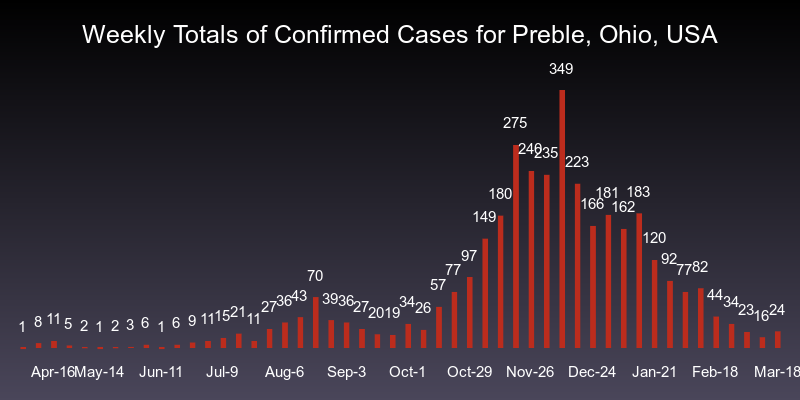 Weekly Totals of Confirmed Cases for Preble, Ohio, USA
1 8 11 5 2 1 2 3 6 1 6 9 11 15 21 11 27 36 43 70 39 36 27 20 19 34 26 57 77 97 149 180 275 240 235 349 223 166 181 162 183 120 92 77 82 44 34 23 16 24
Apr-16 May-14 Jun-11 Jul-9 Aug-6 Sep-3 Oct-1 Oct-29 Nov-26 Dec-24 Jan-21 Feb-18 Mar-18